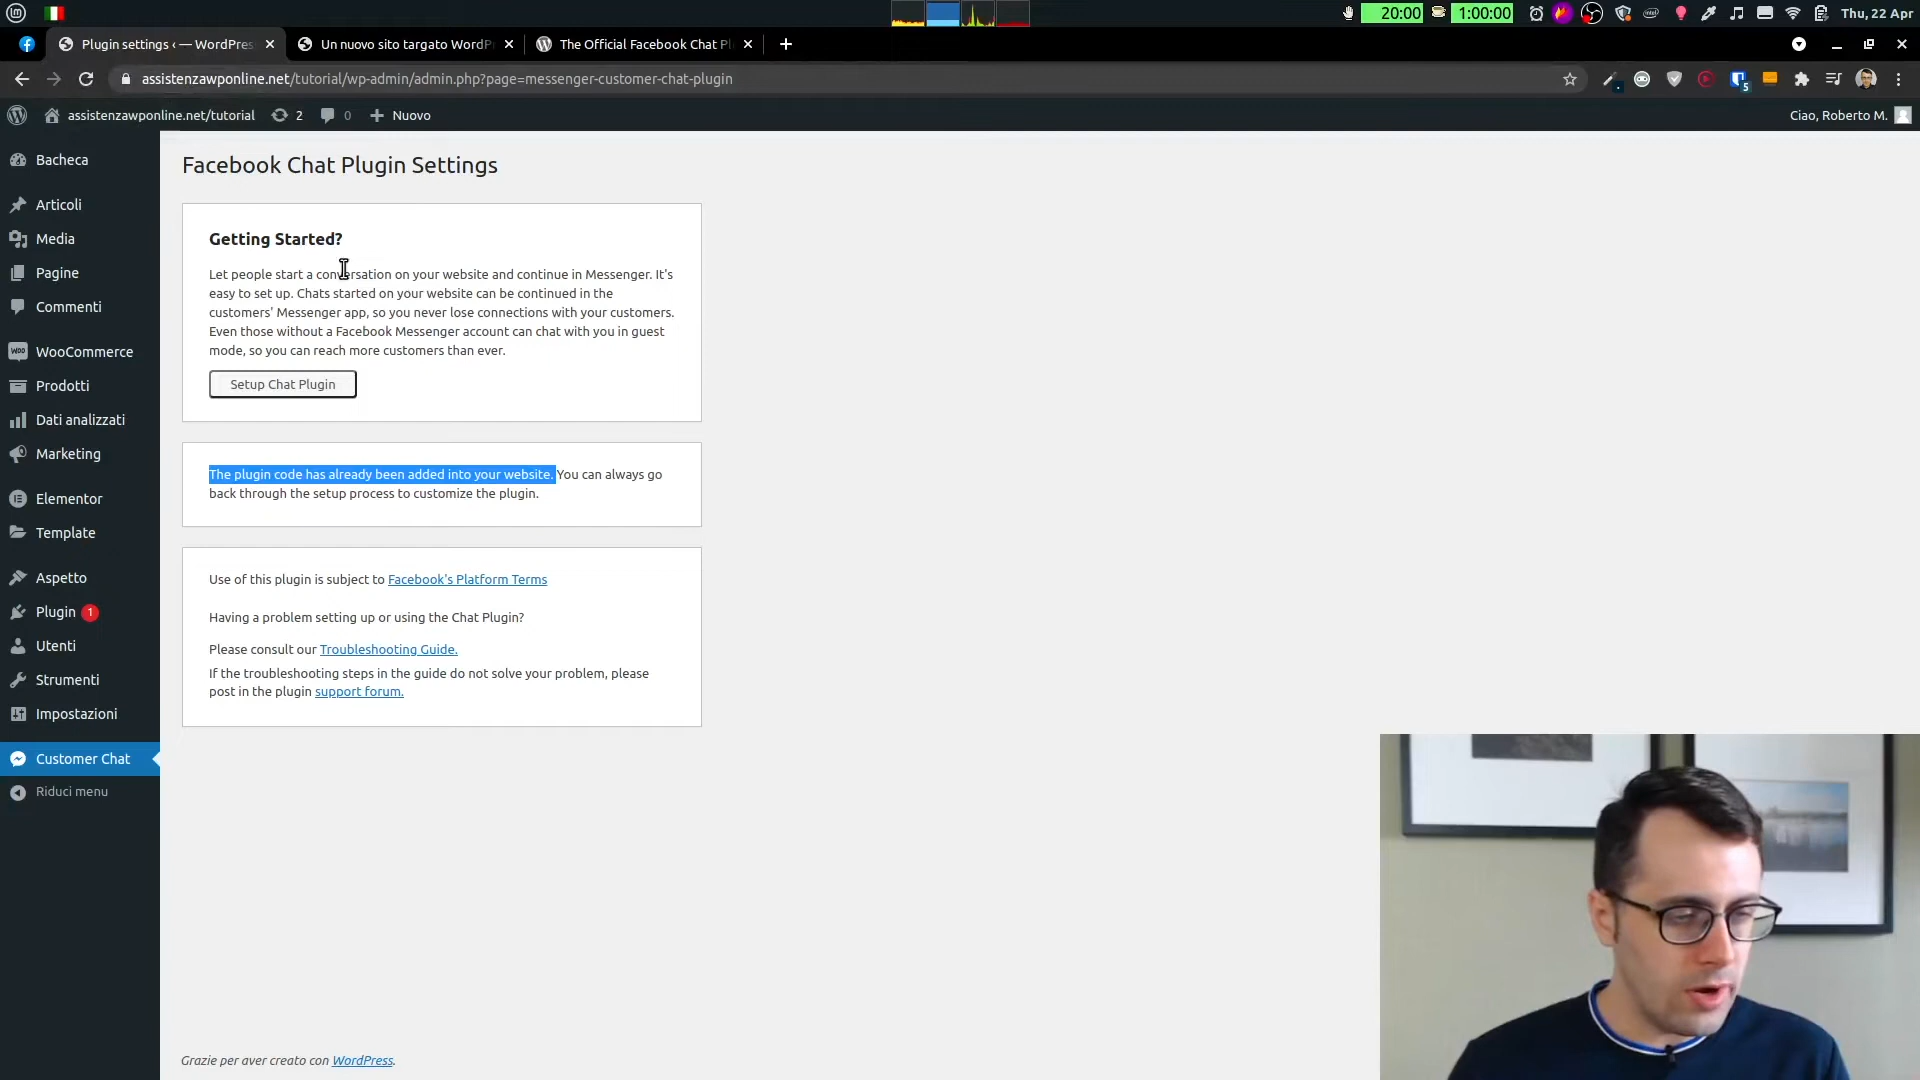 20:00
1:00:00
Thu, 22 Apr
Plugin settings ‹ — WordPres
Un nuovo sito targato WordP
The Official Facebook Chat Pl
assistenzawponline.net/tutorial/wp-admin/admin.php?page=messenger-customer-chat-plugin
5
assistenzawponline.net/tutorial
2
0
Nuovo
Ciao, Roberto M.
Bacheca
Articoli
Media
Pagine
Commenti
WooCommerce
Prodotti
Dati analizzati
Marketing
Elementor
Template
Aspetto
Plugin 1
Utenti
Strumenti
Impostazioni
Customer Chat
Riduci menu
Facebook Chat Plugin Settings
Getting Started?
Let people start a conversation on your website and continue in Messenger. It's
easy to set up. Chats started on your website can be continued in the
customers' Messenger app, so you never lose connections with your customers.
Even those without a Facebook Messenger account can chat with you in guest
mode, so you can reach more customers than ever.
Setup Chat Plugin
The plugin code has already been added into your website. You can always go
back through the setup process to customize the plugin.
Use of this plugin is subject to Facebook's Platform Terms
Having a problem setting up or using the Chat Plugin?
Please consult our Troubleshooting Guide.
If the troubleshooting steps in the guide do not solve your problem, please
post in the plugin support forum.
Grazie per aver creato con WordPress.